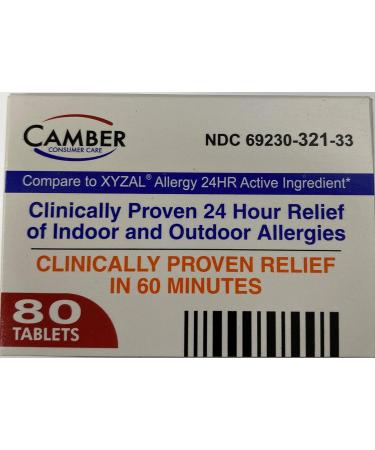 CAMBER
CONSUMER CARE
NDC 69230-321-33
Compare to XYZAL® Allergy 24HR Active Ingredient*
Clinically Proven 24 Hour Relief
of Indoor and Outdoor Allergies
CLINICALLY PROVEN RELIEF
IN 60 MINUTES
80
TABLETS